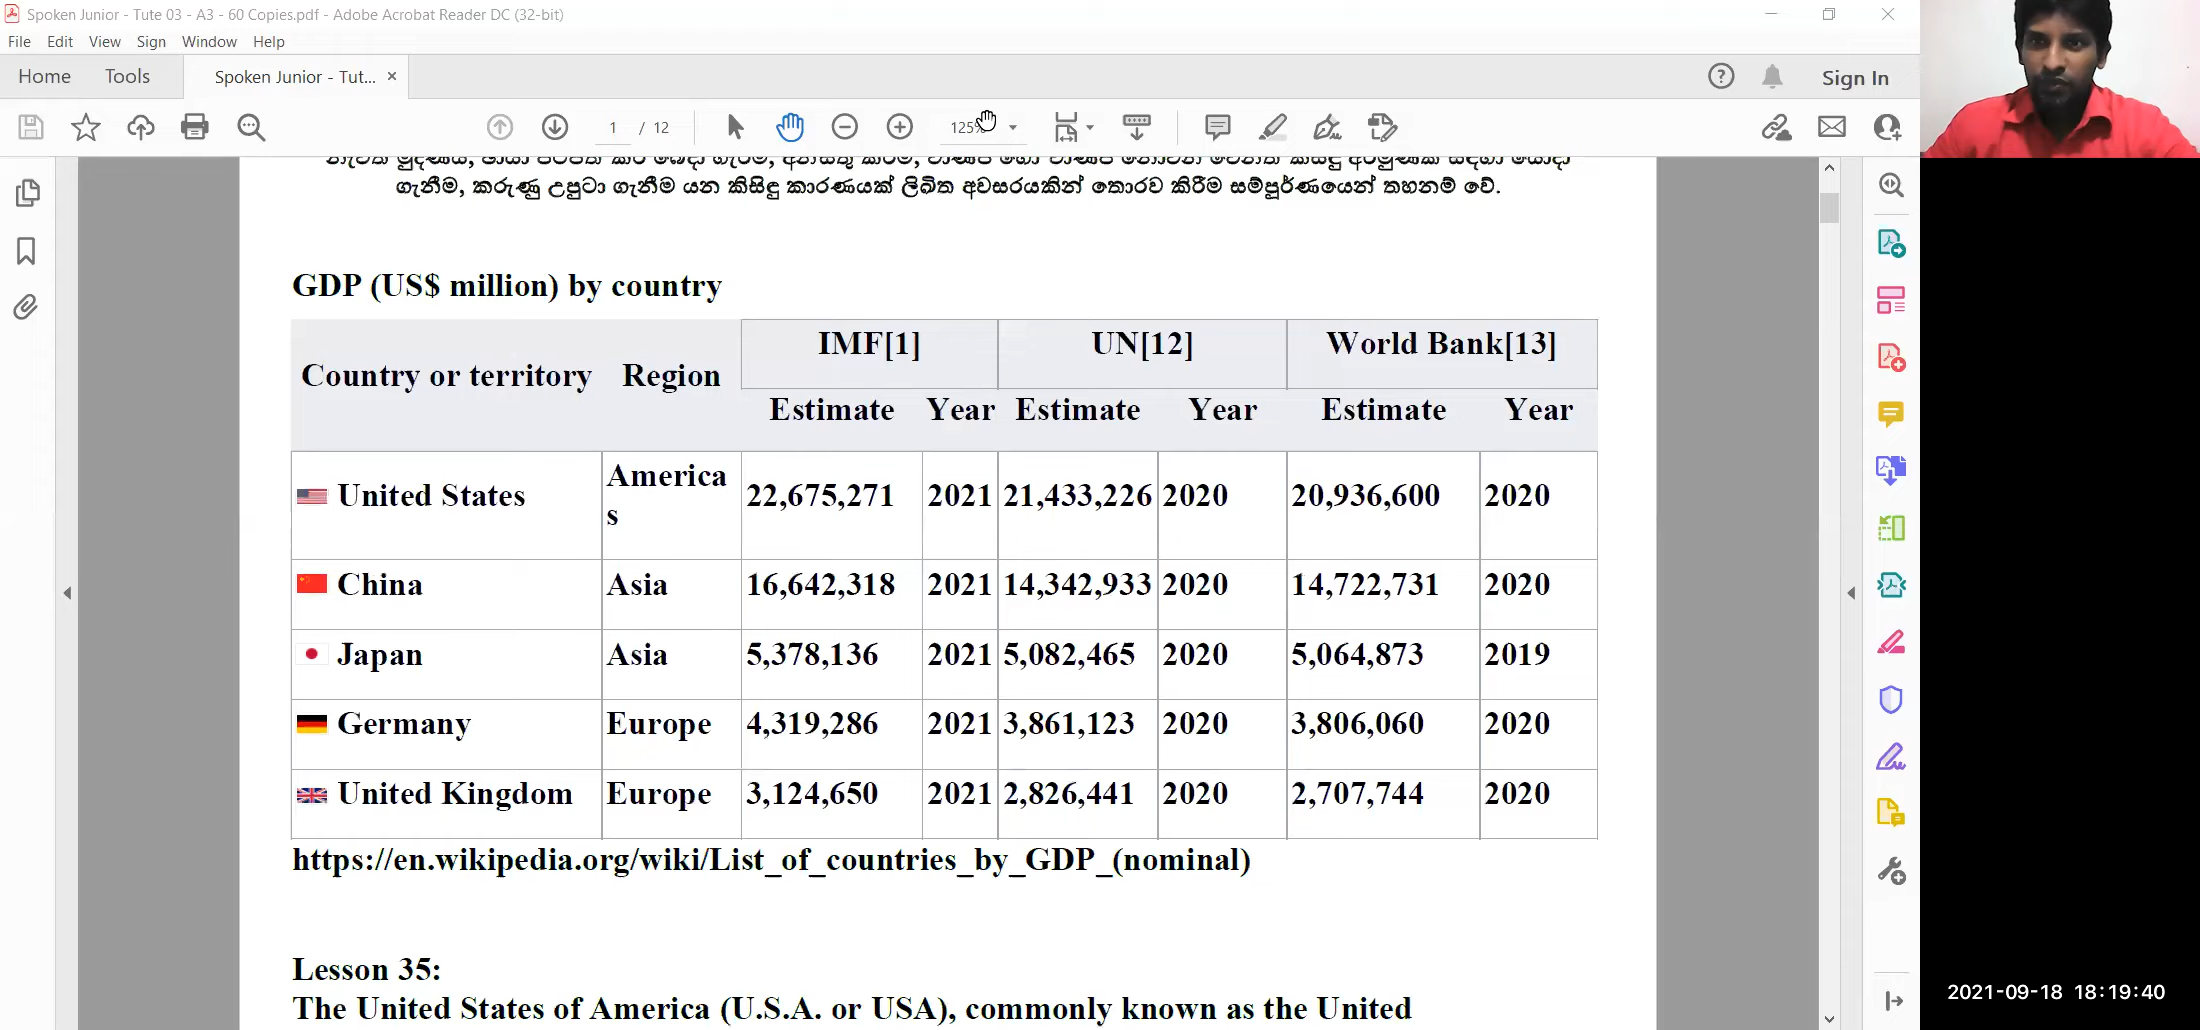 Spoken Junior - Tute 03 - A3 - 60 Copies.pdf - Adobe Acrobat Reader DC (32-bit)
File Edit View Sign Window Help
Home Tools Spoken Junior - Tut... × Sign In
1 / 12 125%
ගැනීම, කරුණු උපුටා ගැනීම යන කිසිඳු කාරණයක් ලිඛිත අවසරයකින් තොරව කිරීම සම්පූර්ණයෙන් තහනම් වේ.
GDP (US$ million) by country
Country or territory Region IMF[1] UN[12] World Bank[13]
Estimate Year Estimate Year Estimate Year
United States Americas 22,675,271 2021 21,433,226 2020 20,936,600 2020
China Asia 16,642,318 2021 14,342,933 2020 14,722,731 2020
Japan Asia 5,378,136 2021 5,082,465 2020 5,064,873 2019
Germany Europe 4,319,286 2021 3,861,123 2020 3,806,060 2020
United Kingdom Europe 3,124,650 2021 2,826,441 2020 2,707,744 2020
https://en.wikipedia.org/wiki/List_of_countries_by_GDP_(nominal)
Lesson 35:
The United States of America (U.S.A. or USA), commonly known as the United
2021-09-18 18:19:40